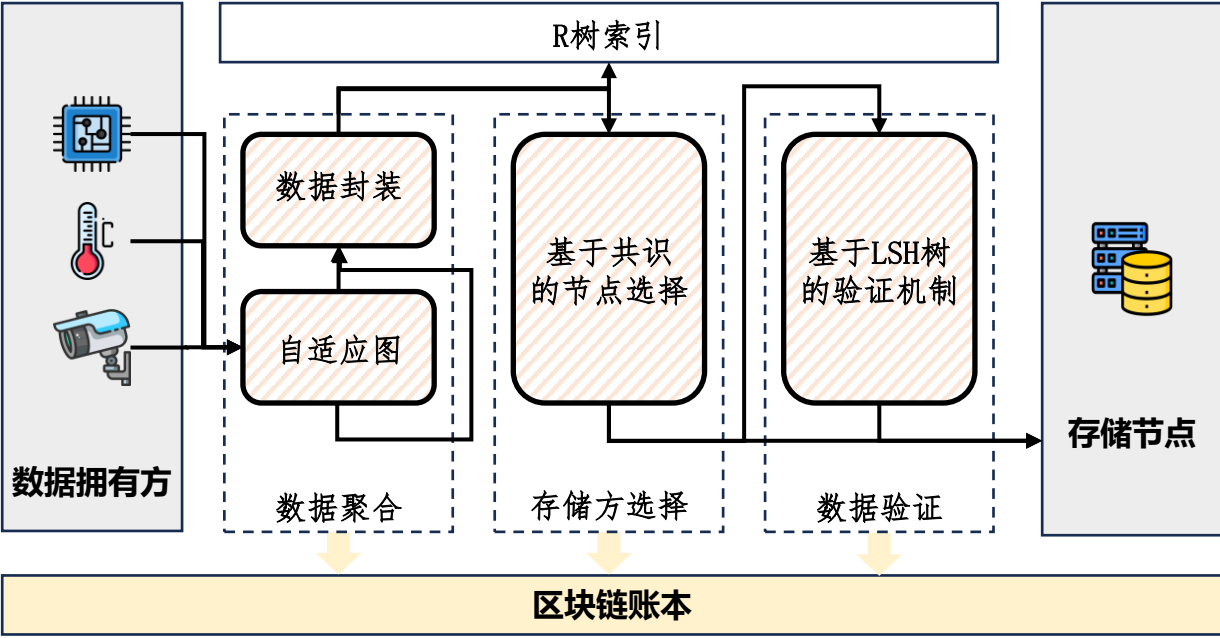 R树索引
数据封装
自适应图
数据聚合
基于共识
的节点选择
存储方选择
基于LSH树
的验证机制
数据验证
数据拥有方
存储节点
区块链账本